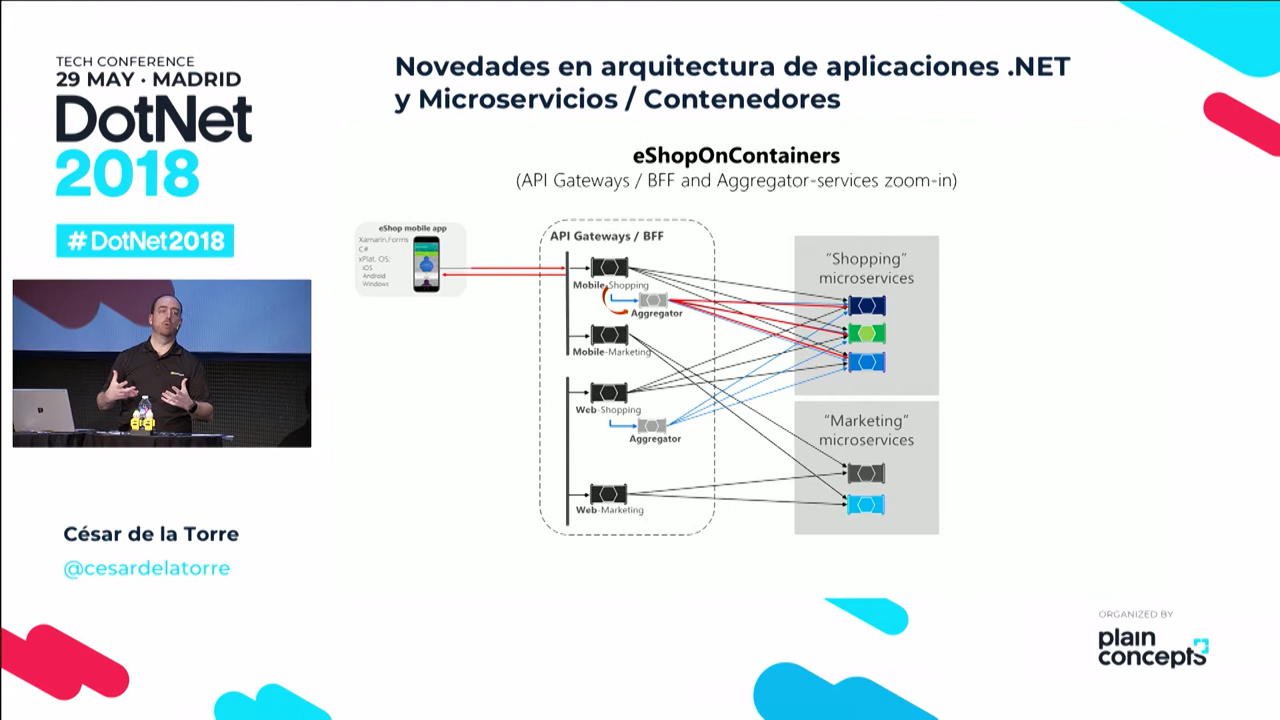 TECH CONFERENCE
29 MAY · MADRID
DotNet
2018
#DotNet2018
César de la Torre
@cesardelatorre
Novedades en arquitectura de aplicaciones .NET
y Microservicios / Contenedores
eShopOnContainers
(API Gateways / BFF and Aggregator-services zoom-in)
eShop mobile app
Xamarin.Forms
C#
xPlat. OS:
iOS
Android
Windows
API Gateways / BFF
Mobile-Shopping
Aggregator
Mobile-Marketing
Web-Shopping
Aggregator
Web-Marketing
“Shopping”
microservices
“Marketing”
microservices
ORGANIZED BY
plain
concepts